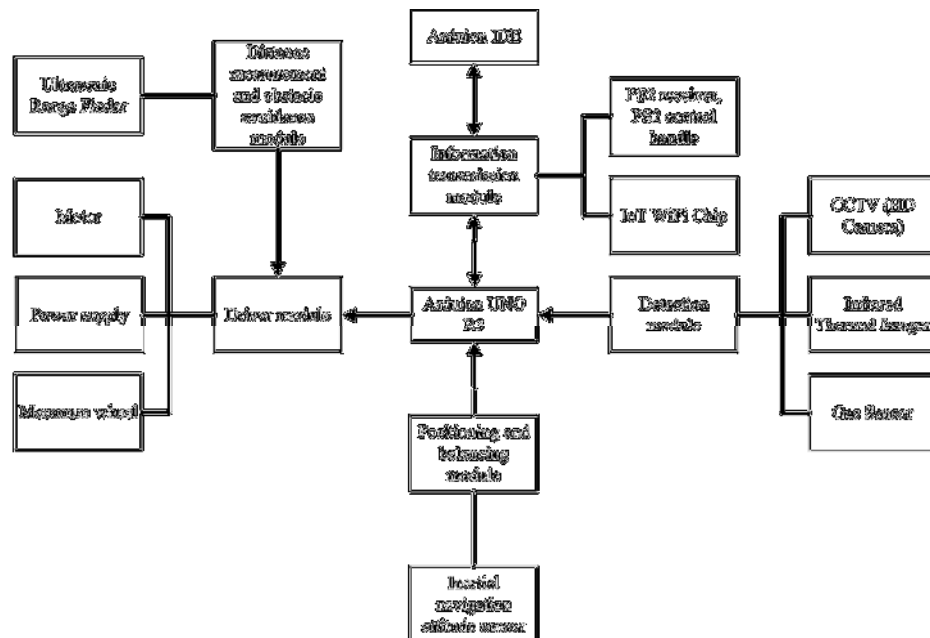 Arduion IDE
Distance
measurement
and obstacle
avoidance
module
Ultrasonic
Range Finder
PS2 receiver,
PS2 control
handle
Information
transmission
module
Motor
IoT WiFi Chip
CCTV (HD
Camera)
Power supply
Driver module
Arduion UNO
R3
Detection
module
Infrared
Thermal Imager
Mecanum wheel
Gas Sensor
Positioning and
balancing
module
Inertial
navigation
attitude sensor